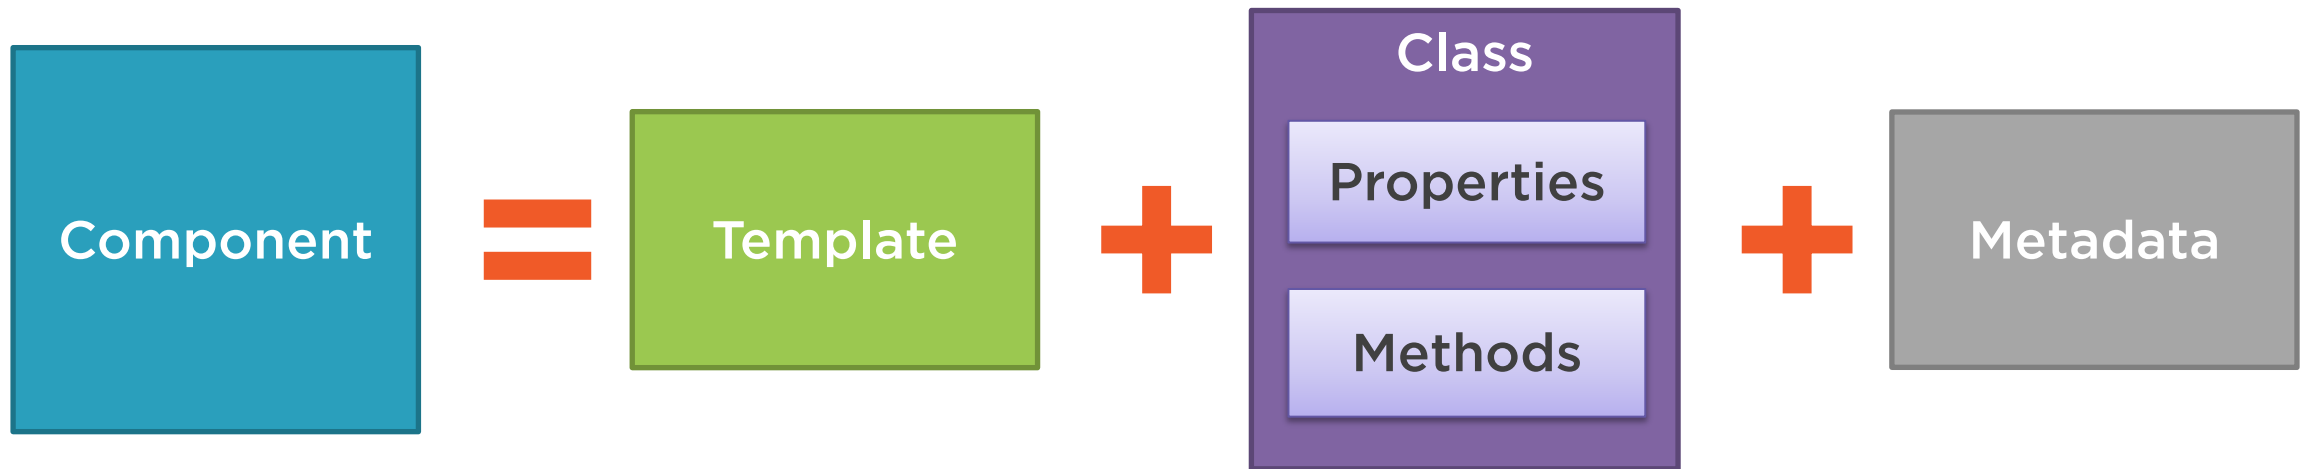 Component
Template
Class
Properties
Methods
Metadata